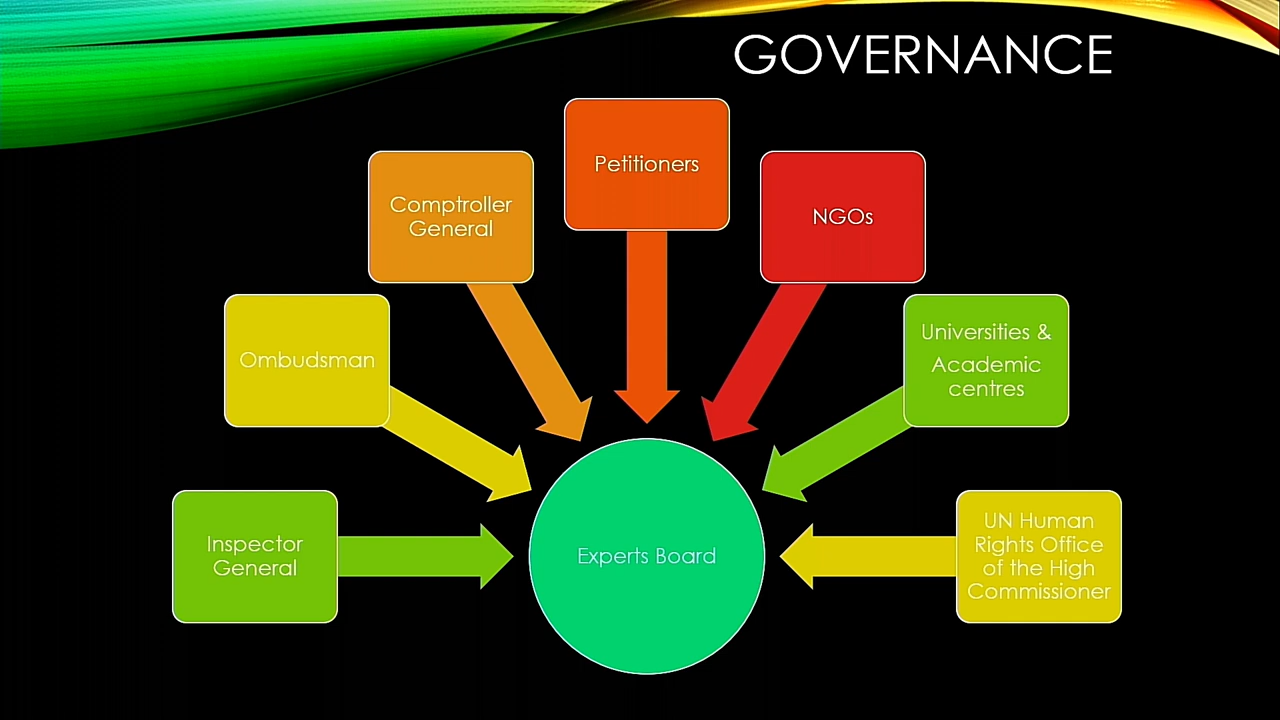 GOVERNANCE
Petitioners
Comptroller
General
NGOs
Ombudsman
Universities &
Academic
centres
Inspector
General
Experts Board
UN Human
Rights Office
of the High
Commissioner